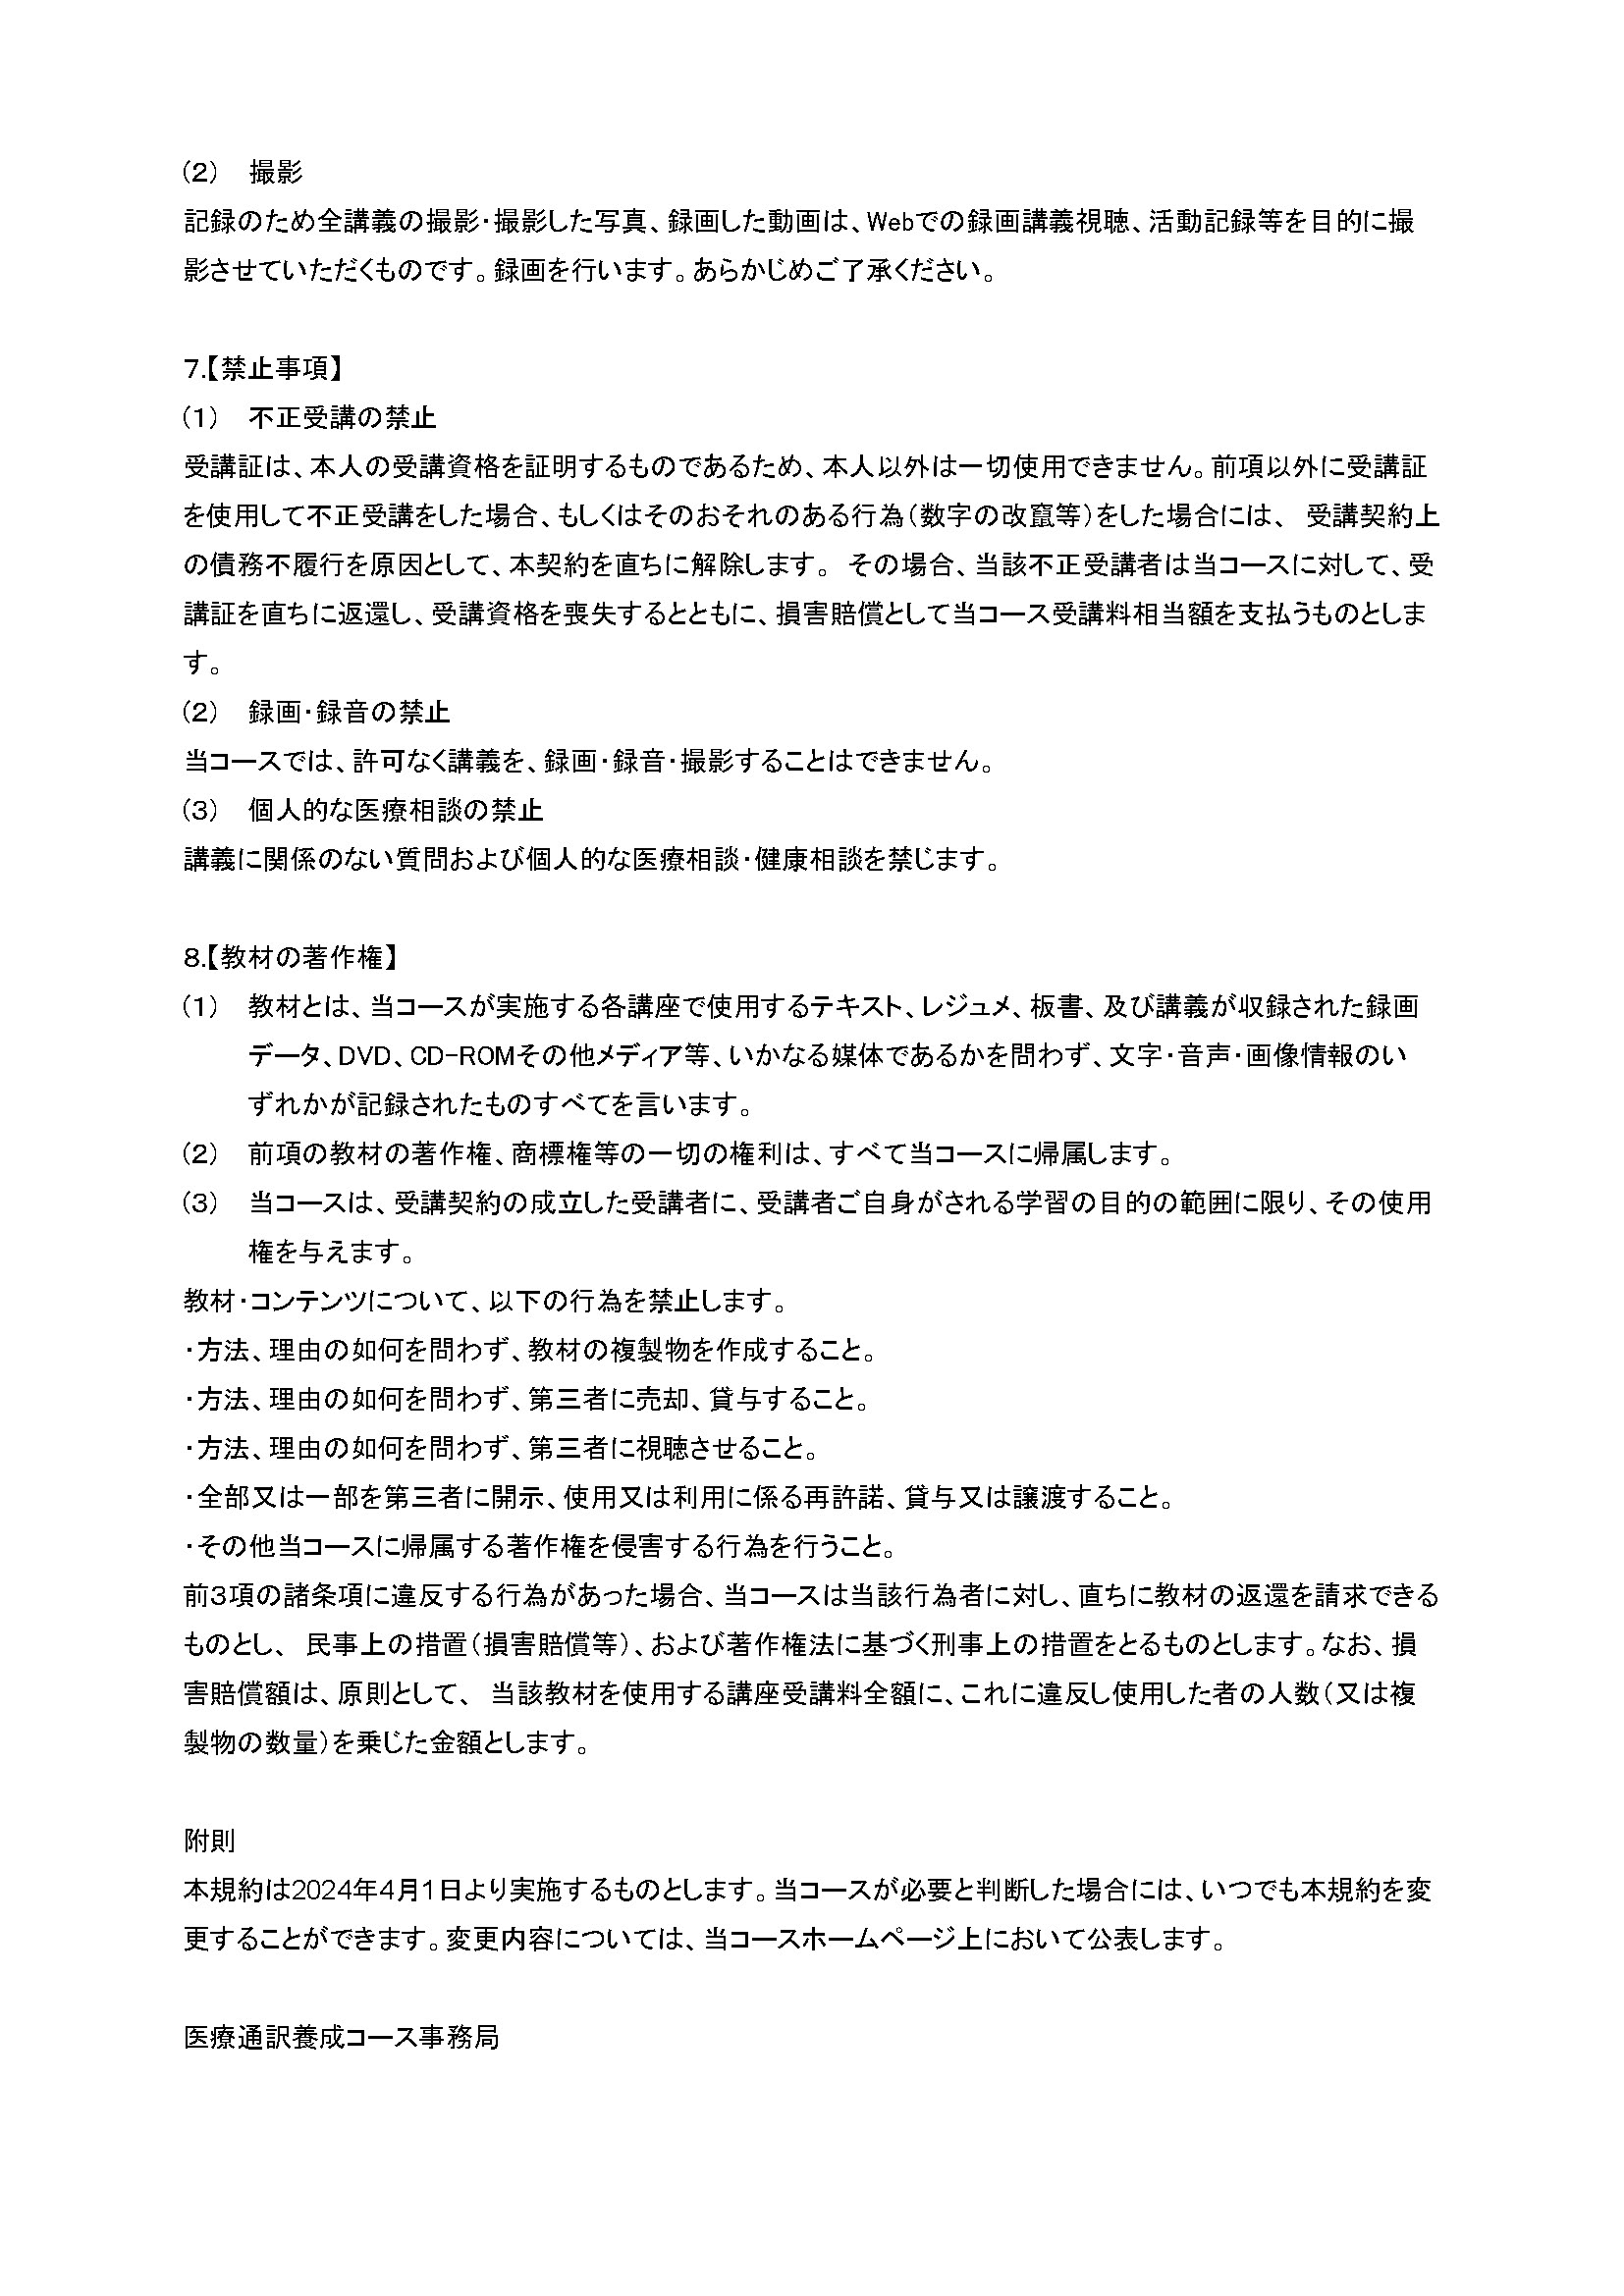 (2)　撮影
記録のため全講義の撮影・撮影した写真、録画した動画は、Webでの録画講義視聴、活動記録等を目的に撮
影させていただくものです。録画を行います。あらかじめご了承ください。
7.【禁止事項】
(1)　不正受講の禁止
受講証は、本人の受講資格を証明するものであるため、本人以外は一切使用できません。前項以外に受講証
を使用して不正受講をした場合、もしくはそのおそれのある行為（数字の改竄等）をした場合には、 受講契約上
の債務不履行を原因として、本契約を直ちに解除します。 その場合、当該不正受講者は当コースに対して、受
講証を直ちに返還し、受講資格を喪失するとともに、損害賠償として当コース受講料相当額を支払うものとしま
す。
(2)　録画・録音の禁止
当コースでは、許可なく講義を、録画・録音・撮影することはできません。
(3)　個人的な医療相談の禁止
講義に関係のない質問および個人的な医療相談・健康相談を禁じます。
8.【教材の著作権】
(1)　教材とは、当コースが実施する各講座で使用するテキスト、レジュメ、板書、及び講義が収録された録画
データ、DVD、CD-ROMその他メディア等、いかなる媒体であるかを問わず、文字・音声・画像情報のい
ずれかが記録されたものすべてを言います。
(2)　前項の教材の著作権、商標権等の一切の権利は、すべて当コースに帰属します。
(3)　当コースは、受講契約の成立した受講者に、受講者ご自身がされる学習の目的の範囲に限り、その使用
権を与えます。
教材・コンテンツについて、以下の行為を禁止します。
・方法、理由の如何を問わず、教材の複製物を作成すること。
・方法、理由の如何を問わず、第三者に売却、貸与すること。
・方法、理由の如何を問わず、第三者に視聴させること。
・全部又は一部を第三者に開示、使用又は利用に係る再許諾、貸与又は譲渡すること。
・その他当コースに帰属する著作権を侵害する行為を行うこと。
前3項の諸条項に違反する行為があった場合、当コースは当該行為者に対し、直ちに教材の返還を請求できる
ものとし、 民事上の措置（損害賠償等）、および著作権法に基づく刑事上の措置をとるものとします。なお、損
害賠償額は、原則として、 当該教材を使用する講座受講料全額に、これに違反し使用した者の人数（又は複
製物の数量）を乗じた金額とします。
附則
本規約は2024年4月1日より実施するものとします。当コースが必要と判断した場合には、いつでも本規約を変
更することができます。変更内容については、当コースホームページ上において公表します。
医療通訳養成コース事務局